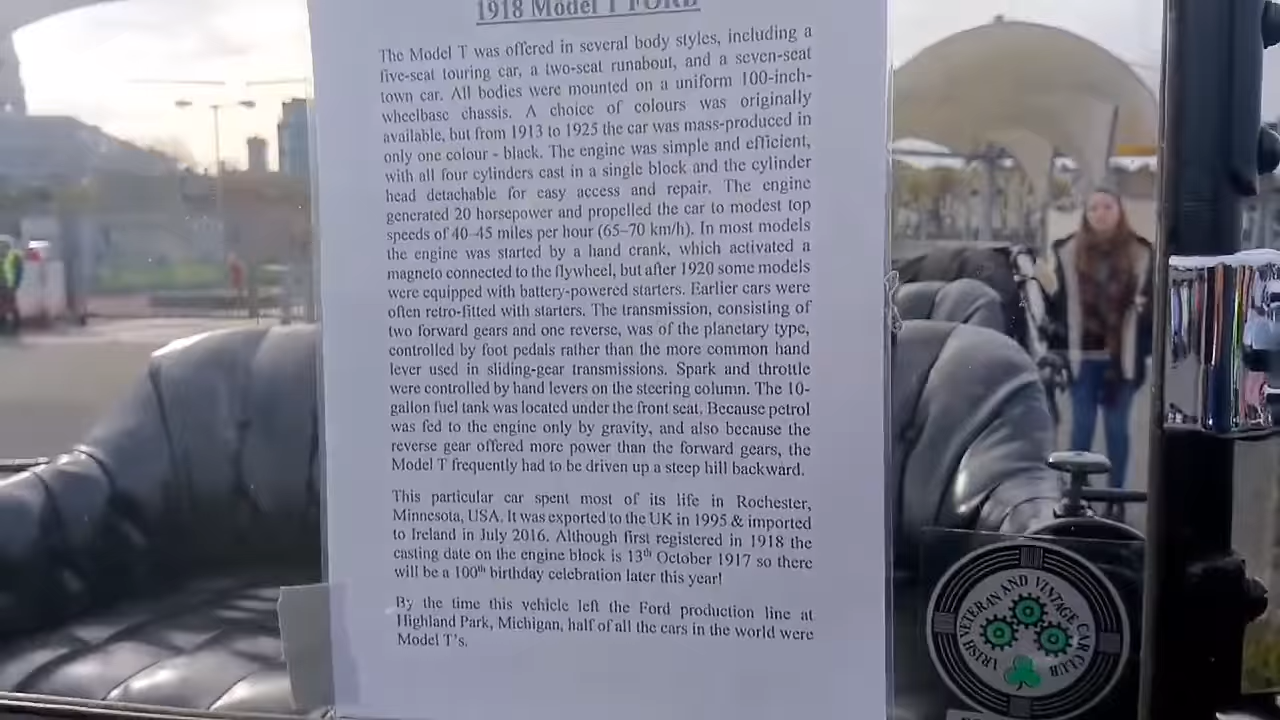 1918 Model T FORD
The Model T was offered in several body styles, including a
five-seat touring car, a two-seat runabout, and a seven-seat
town car. All bodies were mounted on a uniform 100-inch-
wheelbase chassis. A choice of colours was originally
available, but from 1913 to 1925 the car was mass-produced in
only one colour - black. The engine was simple and efficient,
with all four cylinders cast in a single block and the cylinder
head detachable for easy access and repair. The engine
generated 20 horsepower and propelled the car to modest top
speeds of 40–45 miles per hour (65–70 km/h). In most models
the engine was started by a hand crank, which activated a
magneto connected to the flywheel, but after 1920 some models
were equipped with battery-powered starters. Earlier cars were
often retro-fitted with starters. The transmission, consisting of
two forward gears and one reverse, was of the planetary type,
controlled by foot pedals rather than the more common hand
lever used in sliding-gear transmissions. Spark and throttle
were controlled by hand levers on the steering column. The 10-
gallon fuel tank was located under the front seat. Because petrol
was fed to the engine only by gravity, and also because the
reverse gear offered more power than the forward gears, the
Model T frequently had to be driven up a steep hill backward.
This particular car spent most of its life in Rochester,
Minnesota, USA. It was exported to the UK in 1995 & imported
to Ireland in July 2016. Although first registered in 1918 the
casting date on the engine block is 13th October 1917 so there
will be a 100th birthday celebration later this year!
By the time this vehicle left the Ford production line at
Highland Park, Michigan, half of all the cars in the world were
Model T's.
IRISH VETERAN AND VINTAGE CAR CLUB